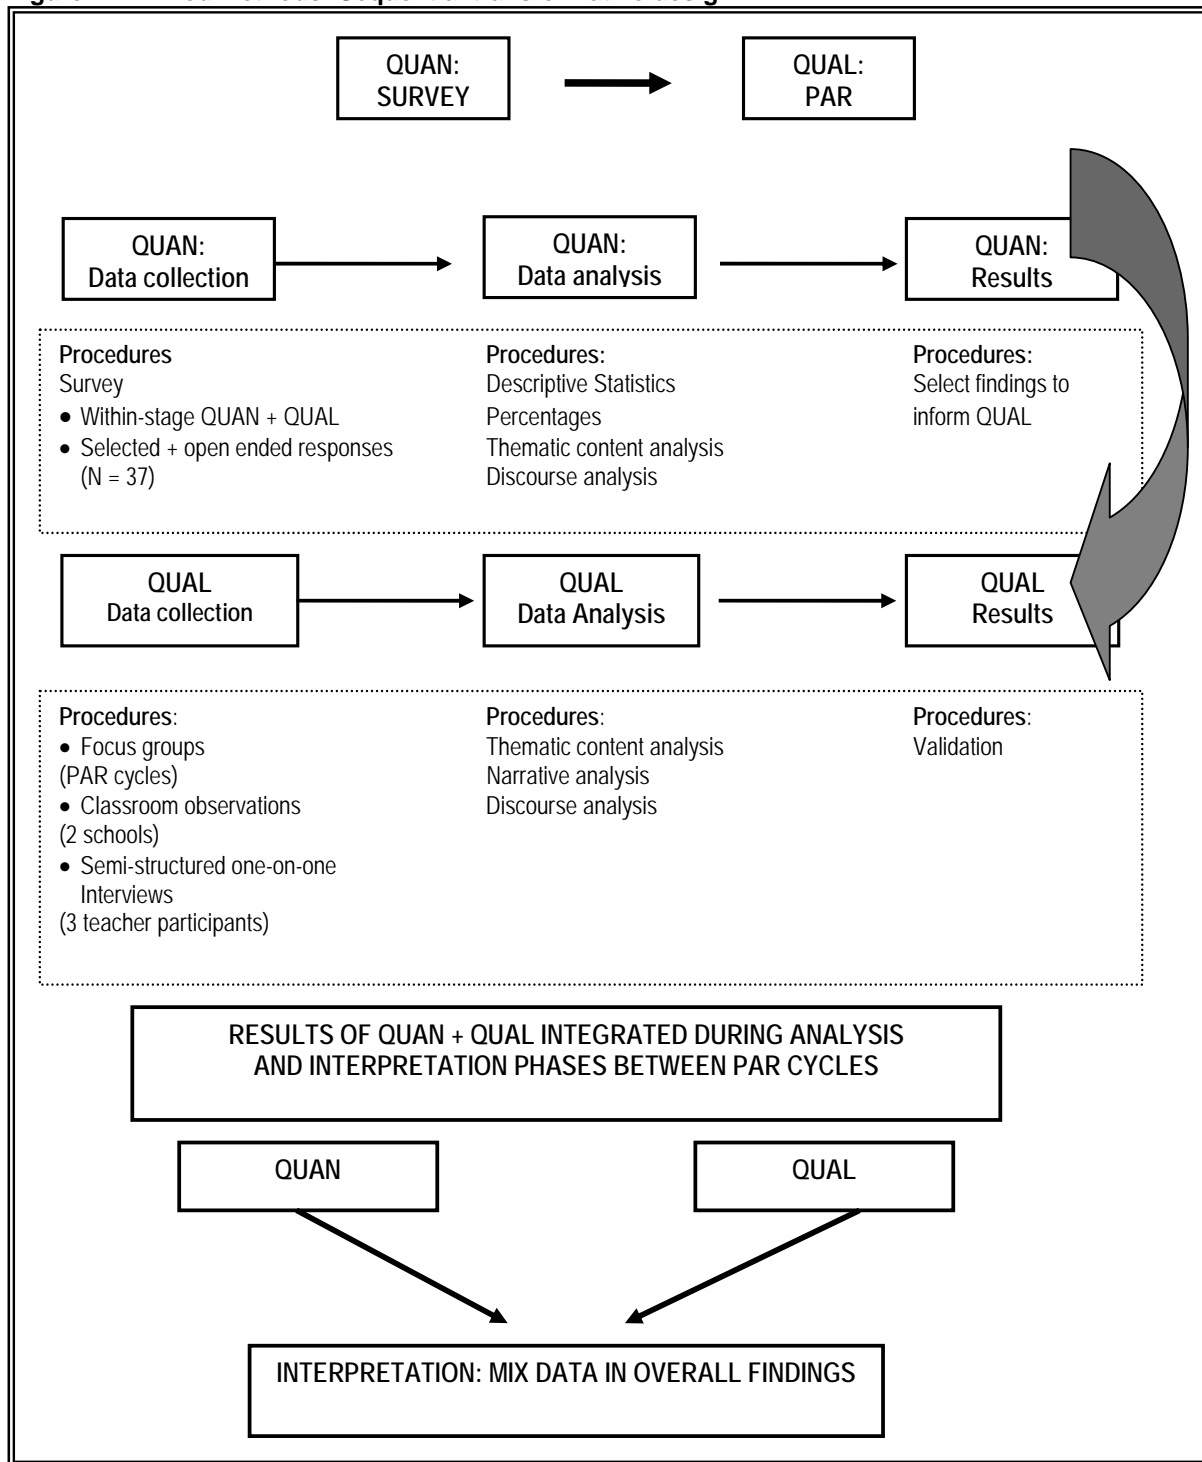 QUAN:
SURVEY
QUAL:
PAR
QUAN:
Data collection
QUAN:
Data analysis
QUAN:
Results
Procedures
Survey
• Within-stage QUAN + QUAL
• Selected + open ended responses
(N = 37)
Procedures:
Descriptive Statistics
Percentages
Thematic content analysis
Discourse analysis
Procedures:
Select findings to
inform QUAL
QUAL
Data collection
QUAL
Data Analysis
QUAL
Results
Procedures:
• Focus groups
(PAR cycles)
• Classroom observations
(2 schools)
• Semi-structured one-on-one
Interviews
(3 teacher participants)
Procedures:
Thematic content analysis
Narrative analysis
Discourse analysis
Procedures:
Validation
RESULTS OF QUAN + QUAL INTEGRATED DURING ANALYSIS
AND INTERPRETATION PHASES BETWEEN PAR CYCLES
QUAN
QUAL
INTERPRETATION: MIX DATA IN OVERALL FINDINGS